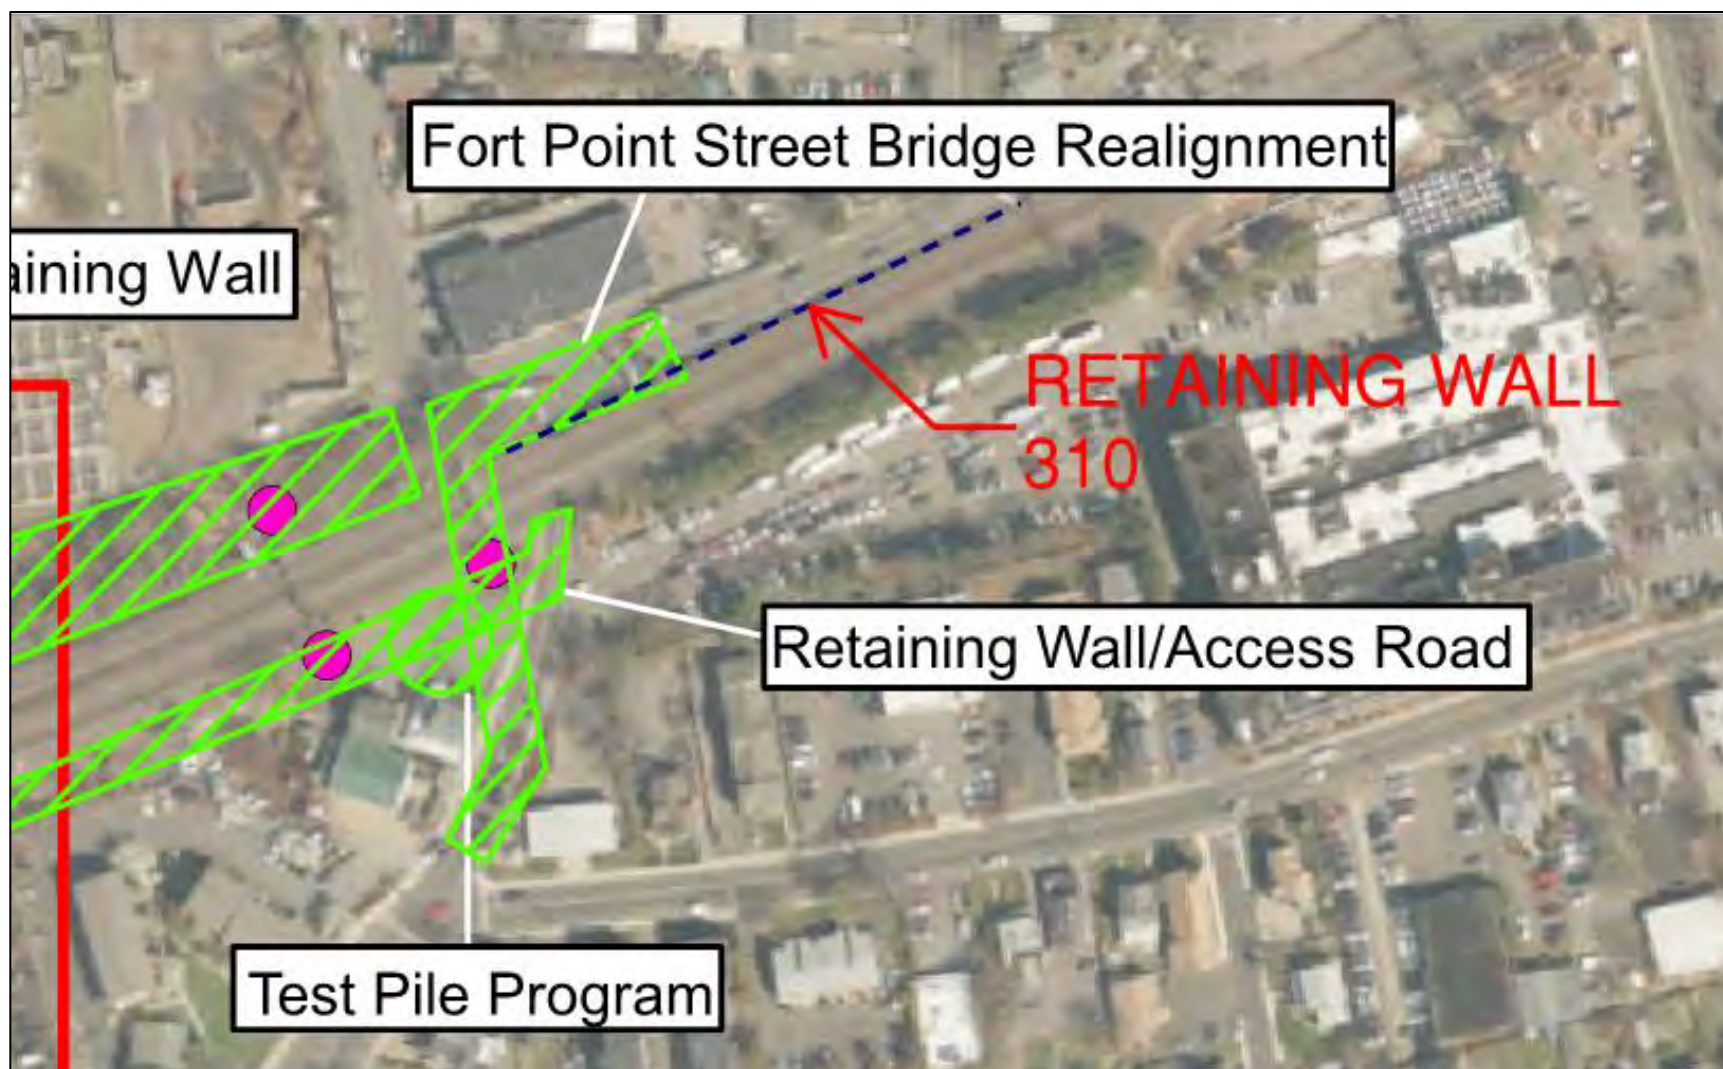 Fort Point Street Bridge Realignment
aining Wall
RETAINING WALL
310
Retaining Wall/Access Road
Test Pile Program